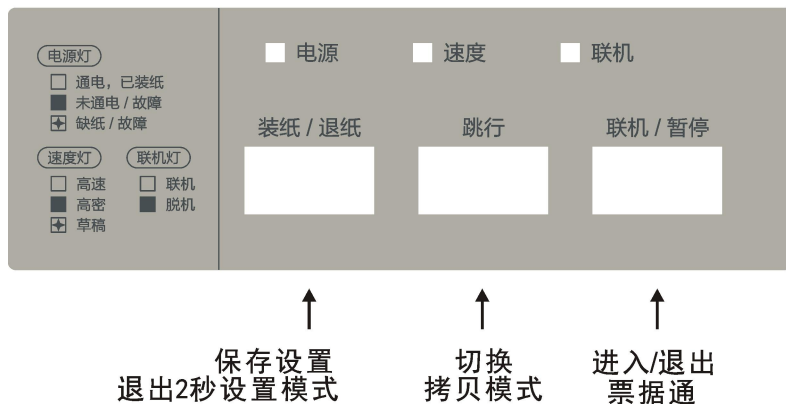 电源灯
通电，已装纸
未通电 / 故障
缺纸 / 故障
速度灯
高速
高密
草稿
联机灯
联机
脱机
电源
速度
联机
装纸 / 退纸
跳行
联机 / 暂停
保存设置
退出2秒设置模式
切换
拷贝模式
进入/退出
票据通